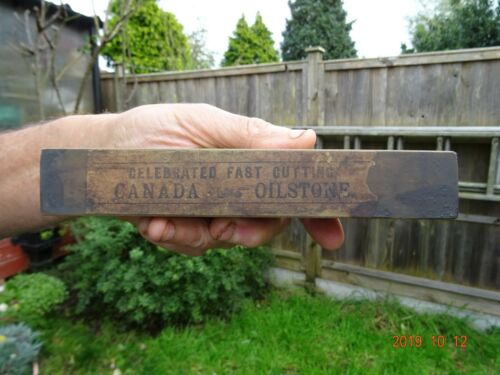 CELEBRATED FAST CUTTING
CANADA OILSTONE
2019 10 12